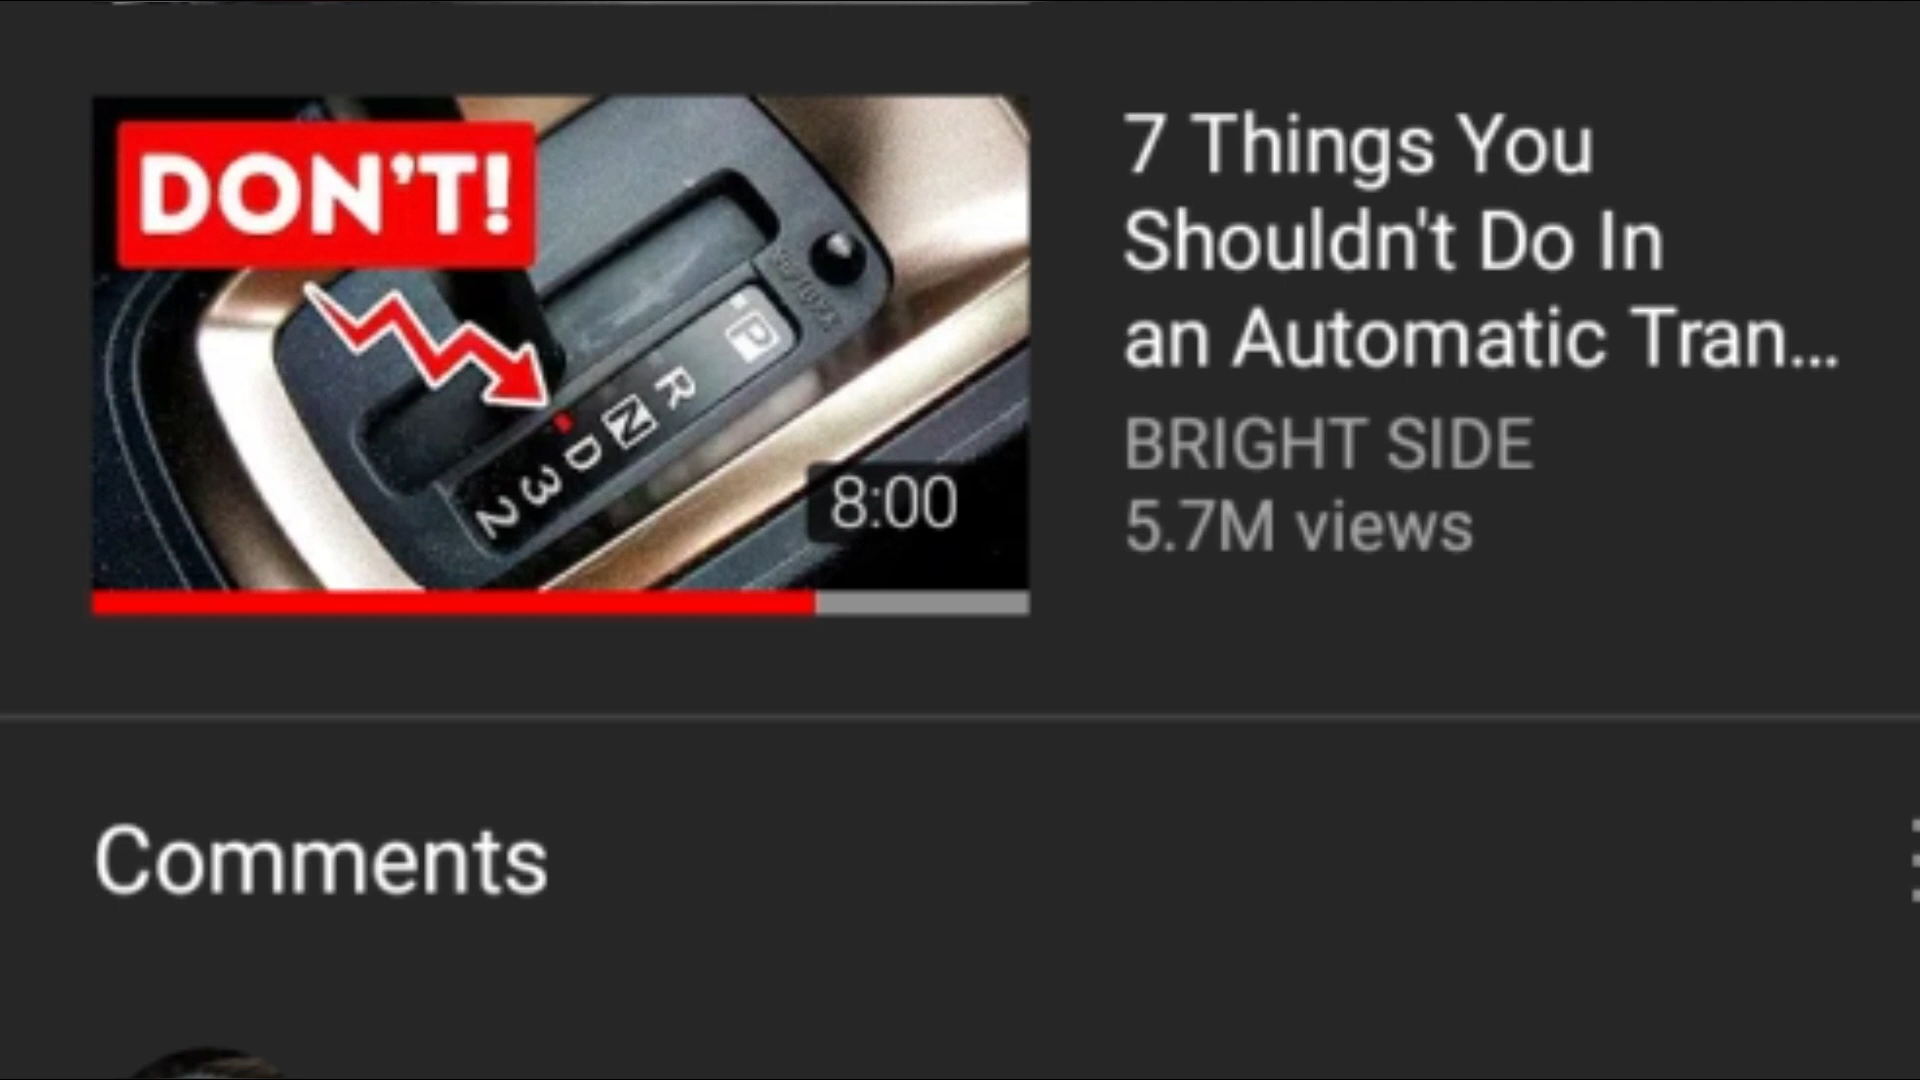 DON'T!
P
R
N
D
3
2
8:00
7 Things You
Shouldn't Do In
an Automatic Tran...
BRIGHT SIDE
5.7M views
Comments